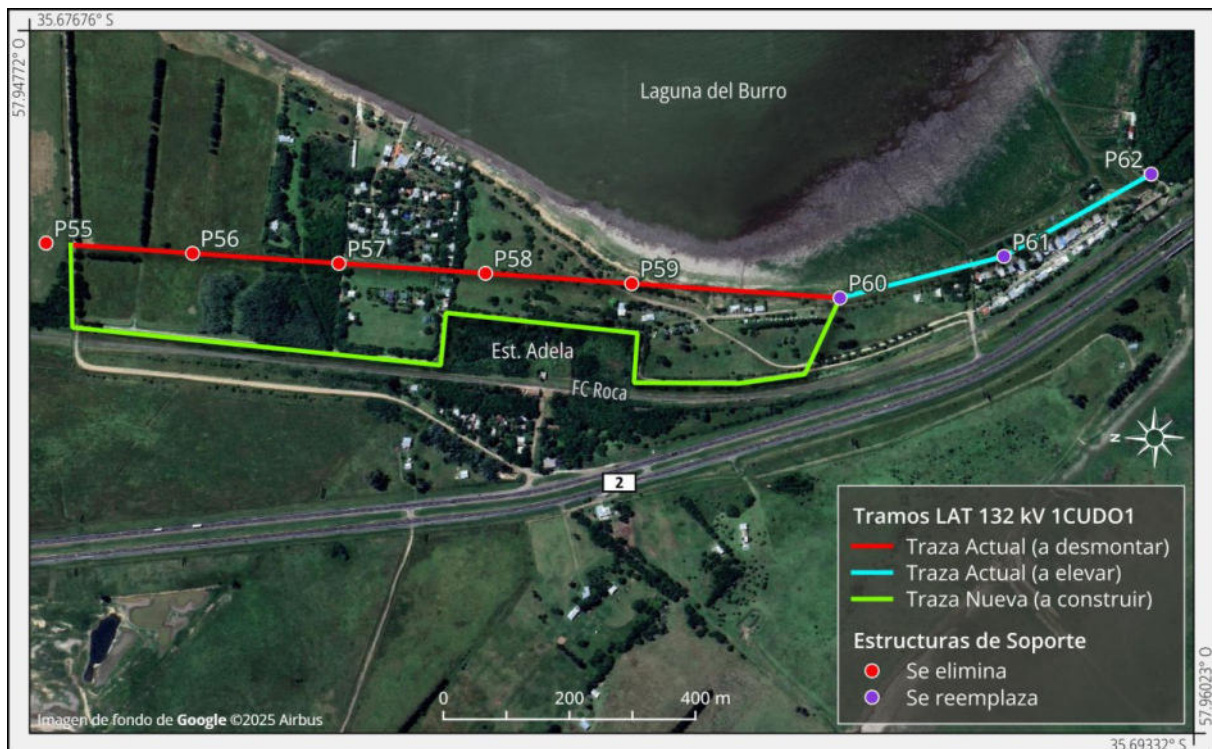 35.67676° S
57.94772° O
Laguna del Burro
P62
P55
P56
P57
P58
P59
P60
P61
Est. Adela
FC Roca
N
2
Tramos LAT 132 kV 1CUDO1
Traza Actual (a desmontar)
Traza Actual (a elevar)
Traza Nueva (a construir)
Estructuras de Soporte
Se elimina
Se reemplaza
0 200 400 m
Imagen de fondo de Google ©2025 Airbus
57.96023° O
35.69332° S